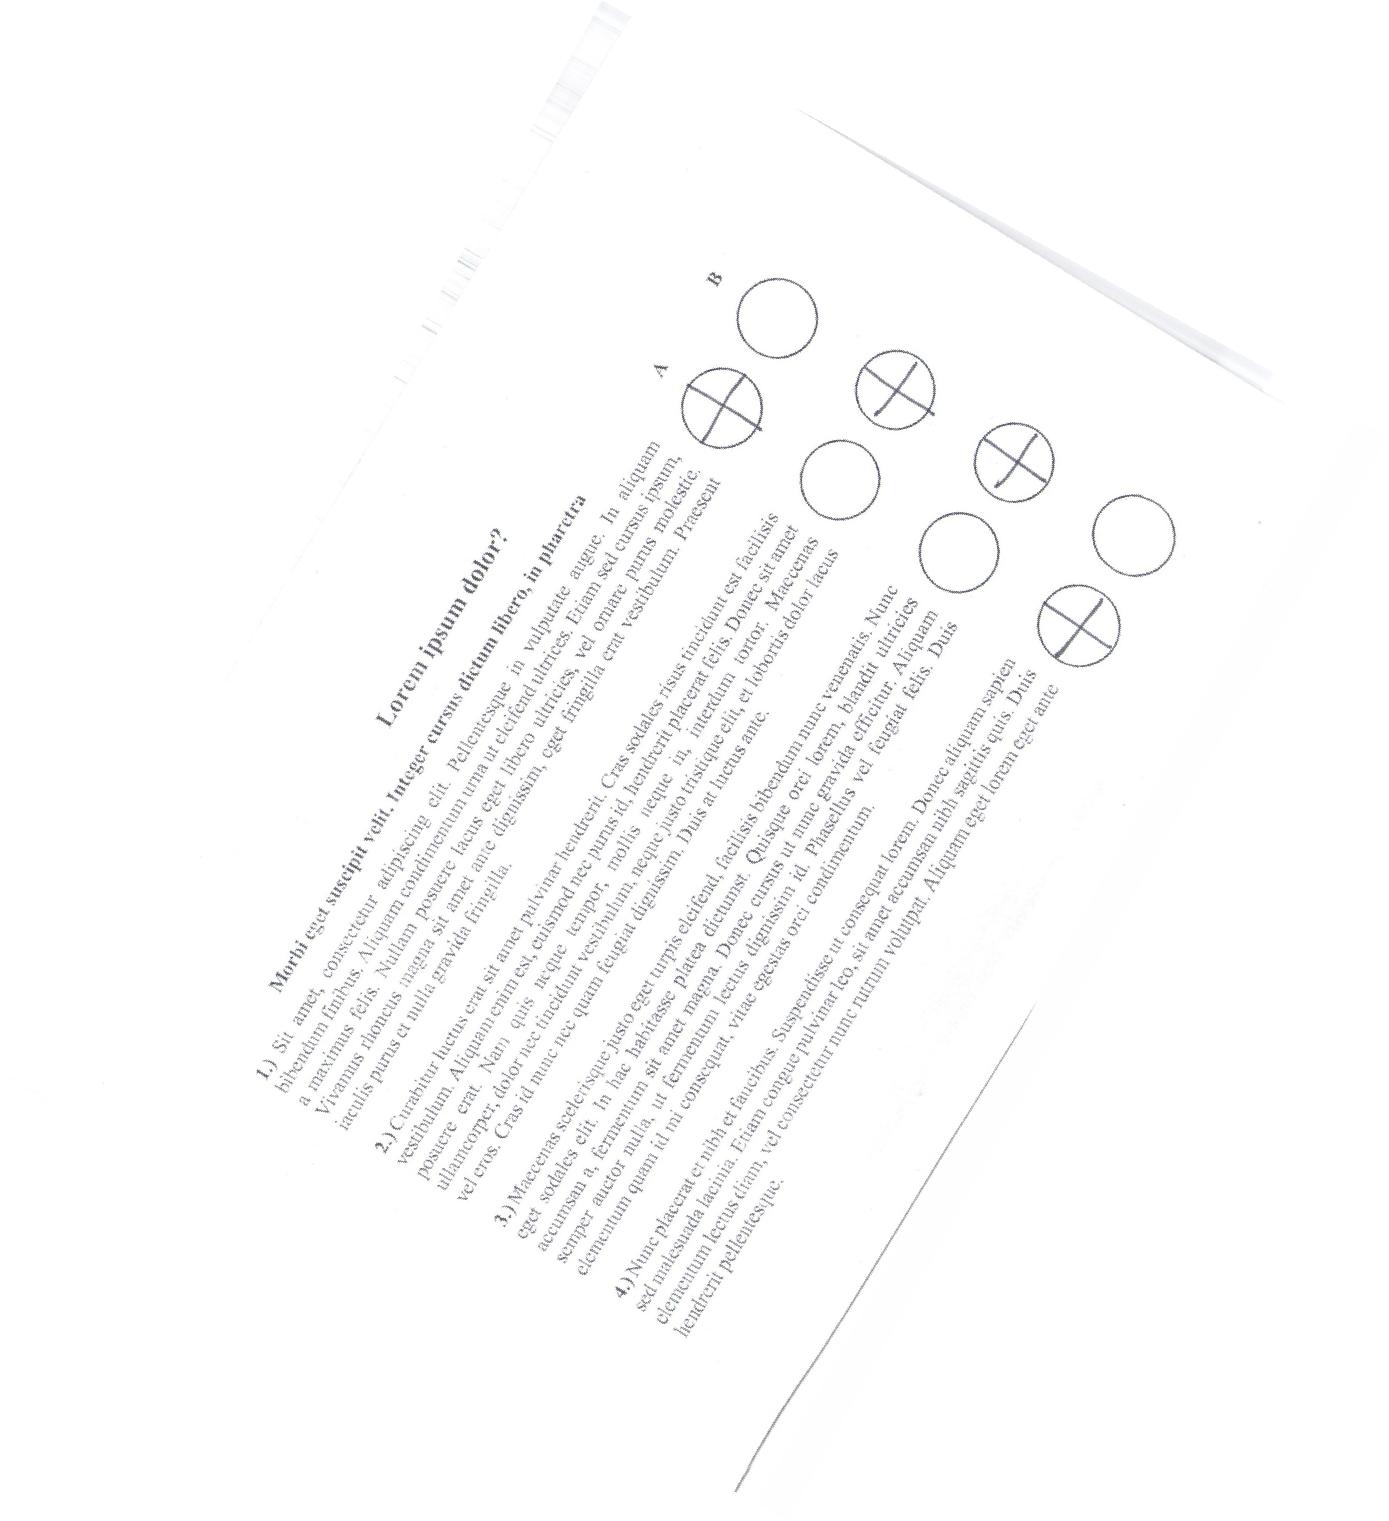 Lorem ipsum dolor?
Morbi eget suscipit velit. Integer cursus dictum libero, in pharetra
A B
1.) Sit amet, consectetur adipiscing elit. Pellentesque in vulputate augue. In aliquam
bibendum finibus. Aliquam condimentum urna ut eleifend ultrices. Etiam sed cursus ipsum,
a maximus felis. Nullam posuere lacus eget libero ultricies, vel ornare purus molestie.
Vivamus rhoncus magna sit amet ante dignissim, eget fringilla erat vestibulum. Praesent
iaculis purus et nulla gravida fringilla.
2.) Curabitur luctus erat sit amet pulvinar hendrerit. Cras sodales risus tincidunt est facilisis
vestibulum. Aliquam enim est, euismod nec purus id, hendrerit placerat felis. Donec sit amet
posuere erat. Nam quis neque tempor, mollis neque in, interdum tortor. Maecenas
ullamcorper, dolor nec tincidunt vestibulum, neque justo tristique elit, et lobortis dolor lacus
vel eros. Cras id nunc nec quam feugiat dignissim. Duis at luctus ante.
3.) Maecenas scelerisque justo eget turpis eleifend, facilisis bibendum nunc venenatis. Nunc
eget sodales elit. In hac habitasse platea dictumst. Quisque orci lorem, blandit ultricies
accumsan a, fermentum sit amet magna. Donec cursus ut nunc gravida efficitur. Aliquam
semper auctor nulla, ut fermentum lectus dignissim id. Phasellus vel feugiat felis. Duis
elementum quam id mi consequat, vitae egestas orci condimentum.
4.) Nunc placerat et nibh et faucibus. Suspendisse ut consequat lorem. Donec aliquam sapien
sed malesuada lacinia. Etiam congue pulvinar leo, sit amet accumsan nibh sagittis quis. Duis
elementum lectus diam, vel consectetur nunc rutrum volutpat. Aliquam eget lorem eget ante
hendrerit pellentesque.